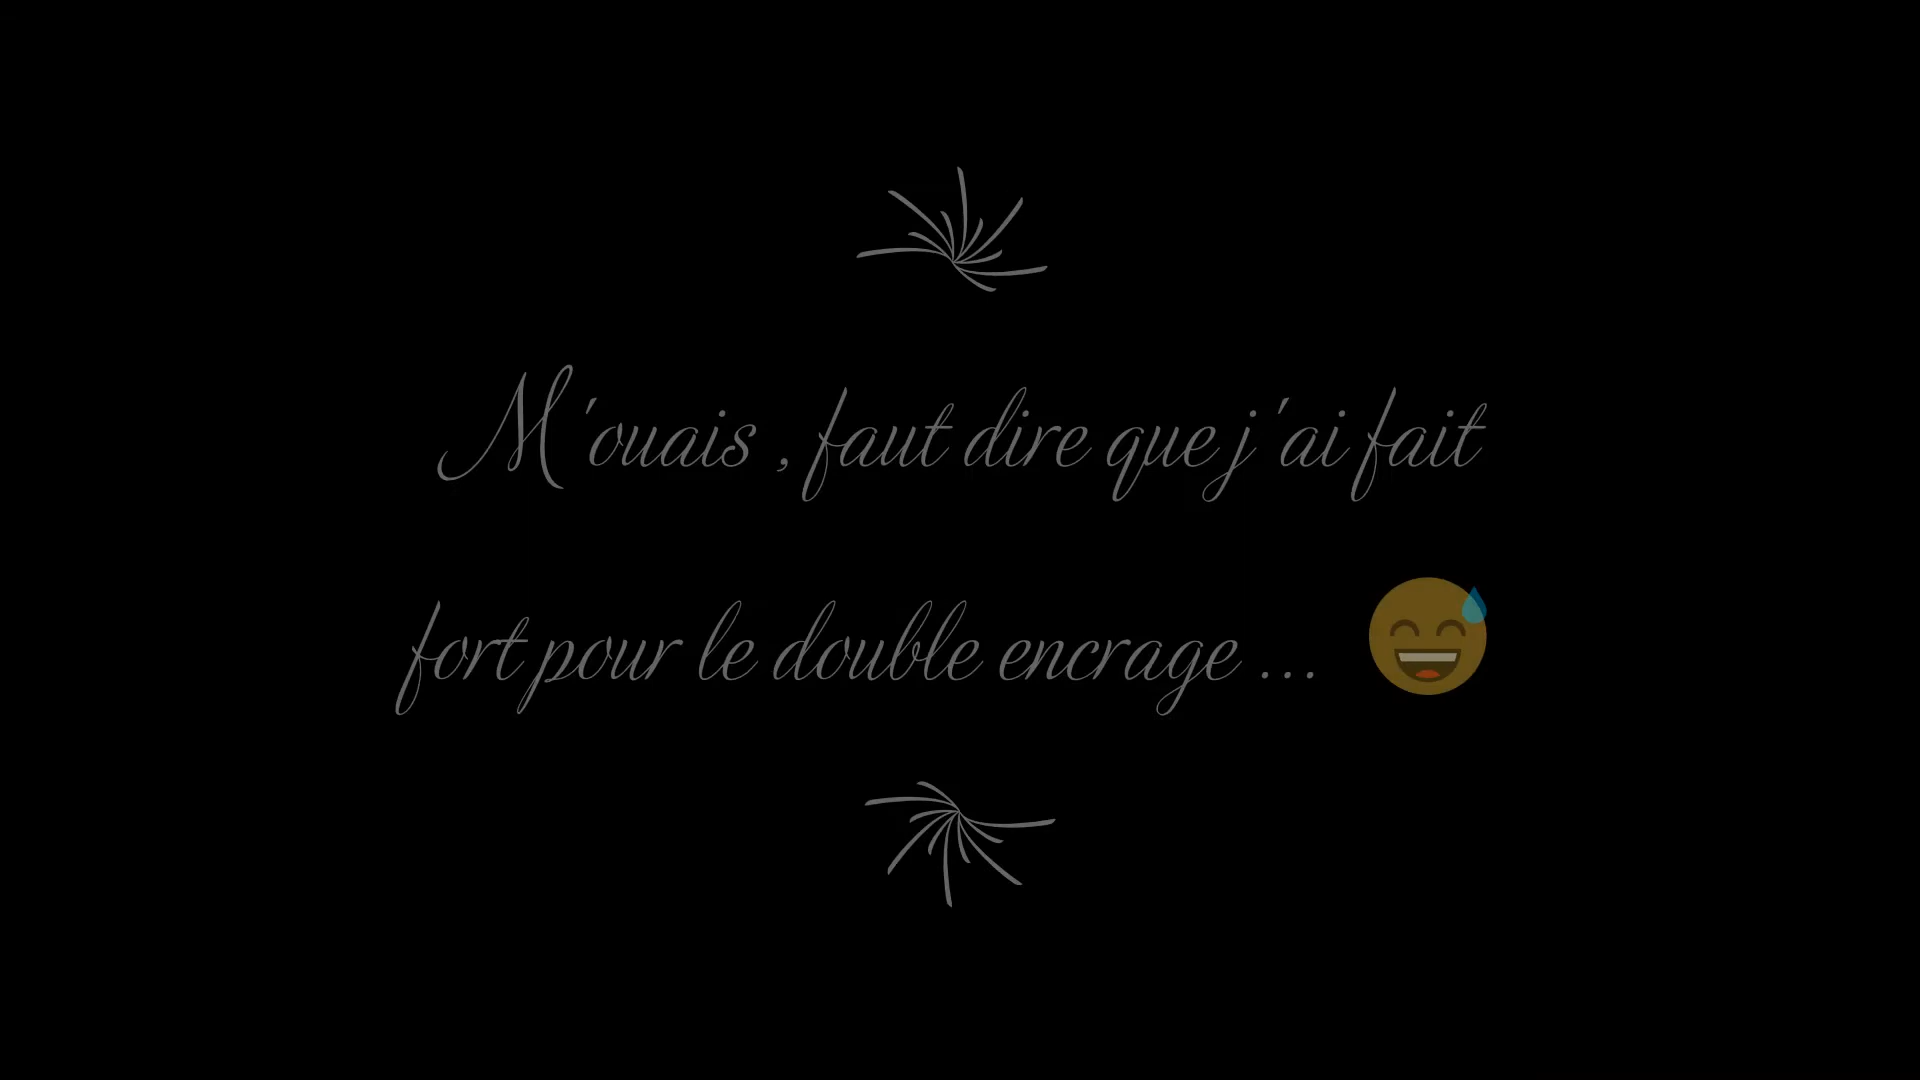 M'ouais , faut dire que j'ai fait
fort pour le double encrage ... 😅